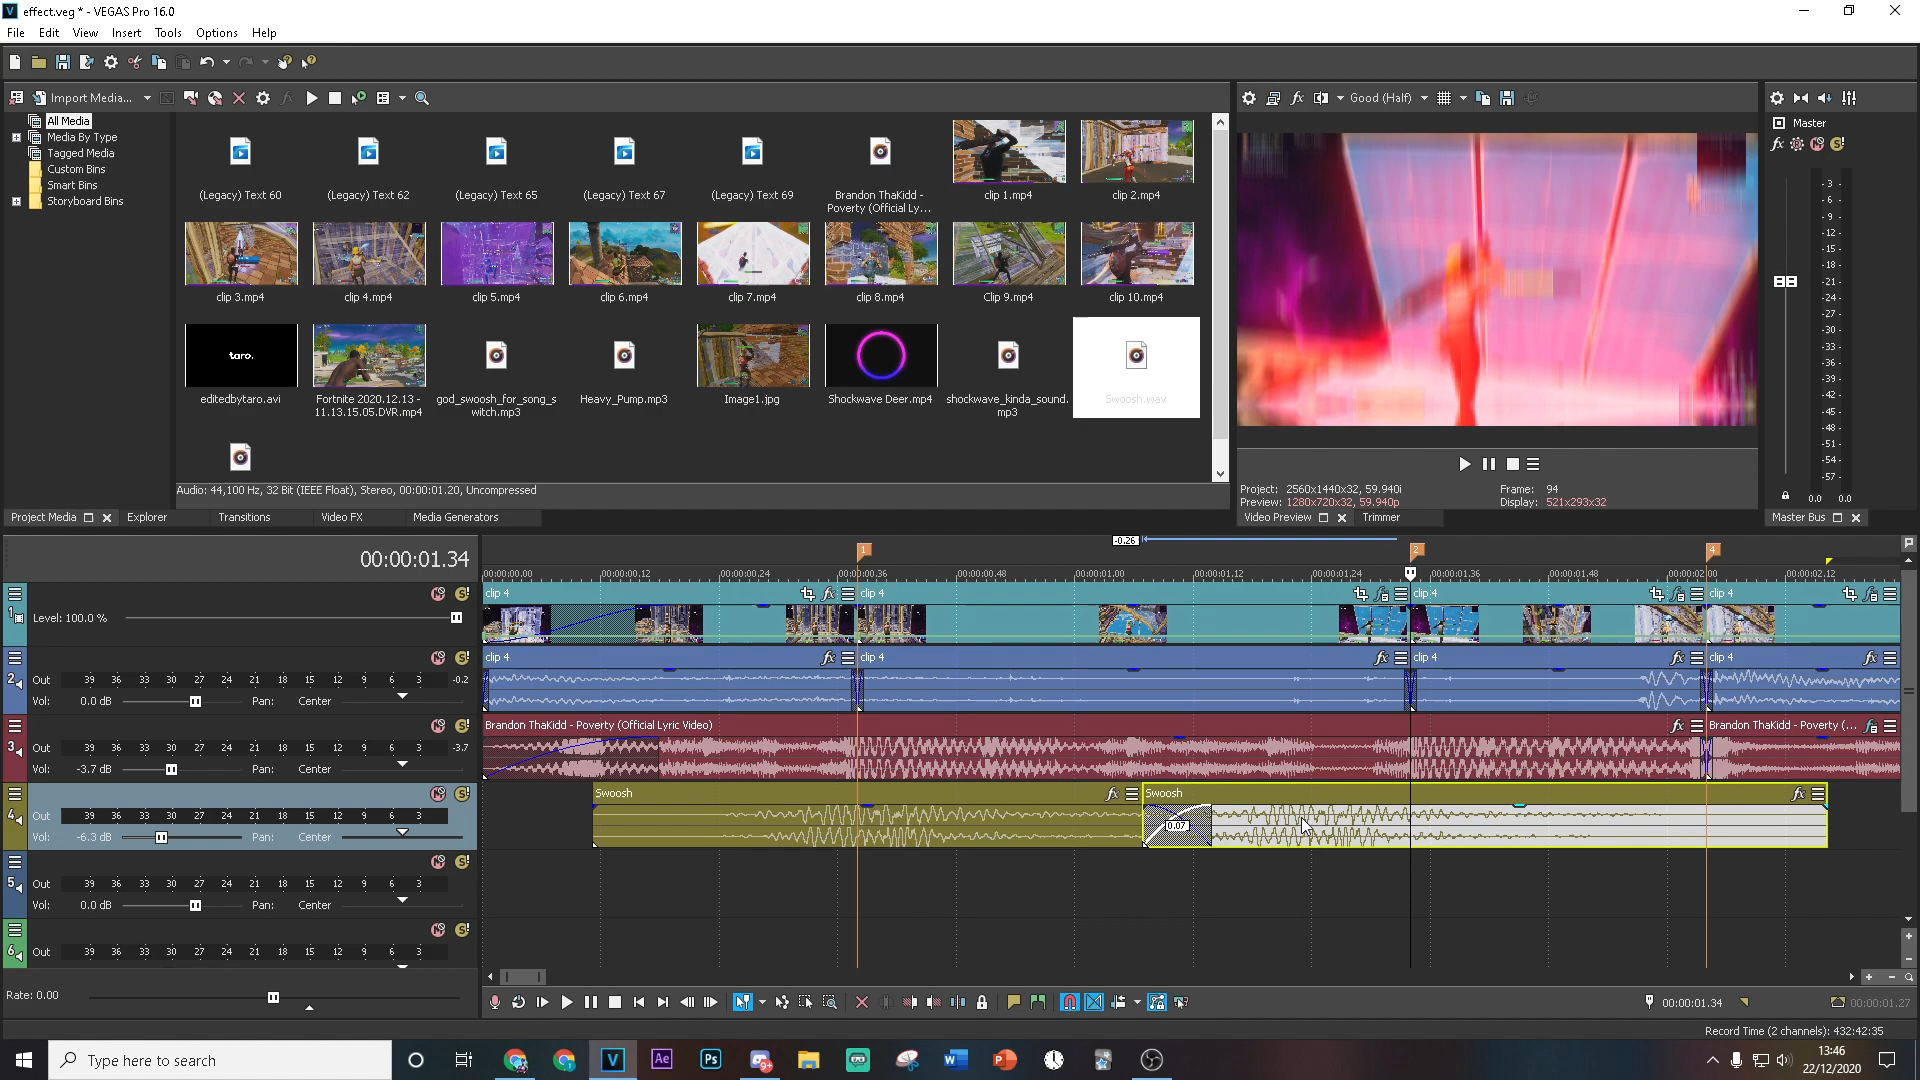 effect.veg * - VEGAS Pro 16.0
File Edit View Insert Tools Options Help
Import Media...
Good (Half)
All Media
Media By Type
Tagged Media
Custom Bins
Smart Bins
Storyboard Bins
(Legacy) Text 60
(Legacy) Text 62
(Legacy) Text 65
(Legacy) Text 67
(Legacy) Text 69
Brandon ThaKidd -
Poverty (Official Ly...
clip 1.mp4
clip 2.mp4
clip 3.mp4
clip 4.mp4
clip 5.mp4
clip 6.mp4
clip 7.mp4
clip 8.mp4
Clip 9.mp4
clip 10.mp4
taro.
editedbytaro.avi
Fortnite 2020.12.13 -
11.13.15.05.DVR.mp4
god_swoosh_for_song_s
witch.mp3
Heavy_Pump.mp3
Image1.jpg
Shockwave Deer.mp4
shockwave_kinda_sound.
mp3
Swoosh.wav
Audio: 44,100 Hz, 32 Bit (IEEE Float), Stereo, 00:00:01.20, Uncompressed
Project Media Explorer Transitions Video FX Media Generators
Project: 2560x1440x32, 59.940i
Preview: 1280x720x32, 59.940p
Frame: 94
Display: 521x293x32
Video Preview Trimmer
Master
fx
-3
-6
-9
-12
-15
-18
-21
-24
-27
-30
-33
-36
-39
-42
-45
-48
-51
-54
-57
0.0 0.0
Master Bus
00:00:01.34
-0.26
1 2 4
00:00:00.00 00:00:00.12 00:00:00.24 00:00:00.36 00:00:00.48 00:00:01.00 00:00:01.12 00:00:01.24 00:00:01.36 00:00:01.48 00:00:02.00 00:00:02.12
1
Level: 100.0 %
clip 4 clip 4 clip 4 clip 4
2
Out 39 36 33 30 27 24 21 18 15 12 9 6 3 -0.2
Vol: 0.0 dB Pan: Center
clip 4 clip 4 clip 4 clip 4
3
Out 39 36 33 30 27 24 21 18 15 12 9 6 3 -3.7
Vol: -3.7 dB Pan: Center
Brandon ThaKidd - Poverty (Official Lyric Video)
Brandon ThaKidd - Poverty (...
4
Out 39 36 33 30 27 24 21 18 15 12 9 6 3
Vol: -6.3 dB Pan: Center
Swoosh Swoosh
0.07
5
Out 39 36 33 30 27 24 21 18 15 12 9 6 3
Vol: 0.0 dB Pan: Center
6
Out 39 36 33 30 27 24 21 18 15 12 9 6 3
Rate: 0.00
00:00:01.34
00:00:01.27
Record Time (2 channels): 432:42:35
Type here to search
Ae
Ps
13:46
22/12/2020